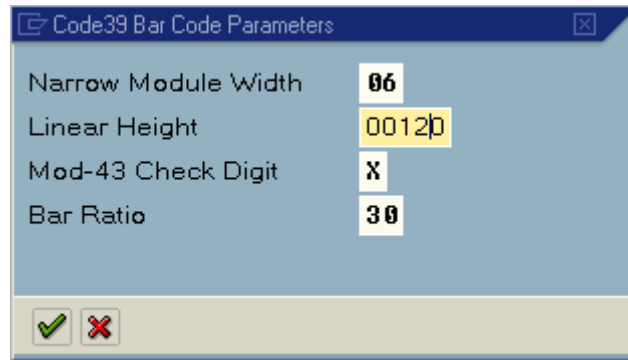 Code39 Bar Code Parameters
Narrow Module Width 06
Linear Height 00120
Mod-43 Check Digit X
Bar Ratio 30